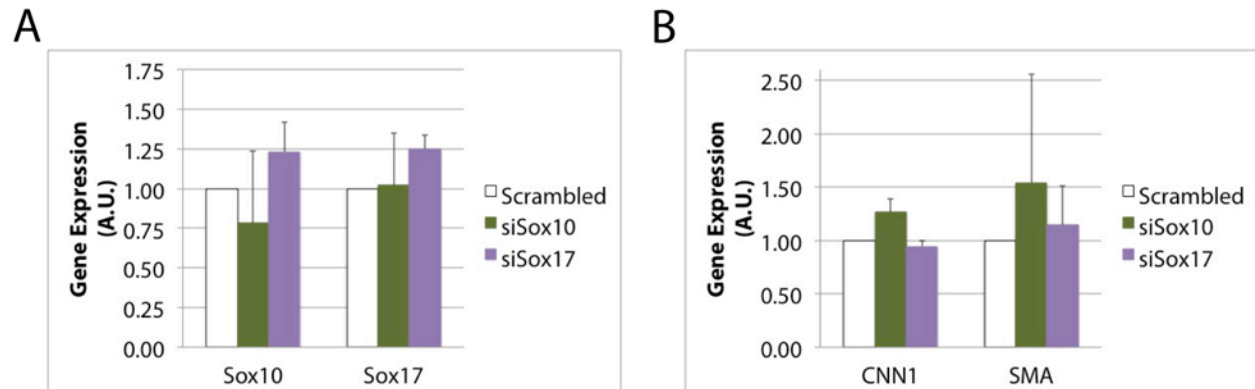 A
Gene Expression
(A.U.)
1.75
1.50
1.25
1.00
0.75
0.50
0.25
0.00
Sox10 Sox17
Scrambled
siSox10
siSox17
B
Gene Expression
(A.U.)
2.50
2.00
1.50
1.00
0.50
0.00
CNN1 SMA
Scrambled
siSox10
siSox17